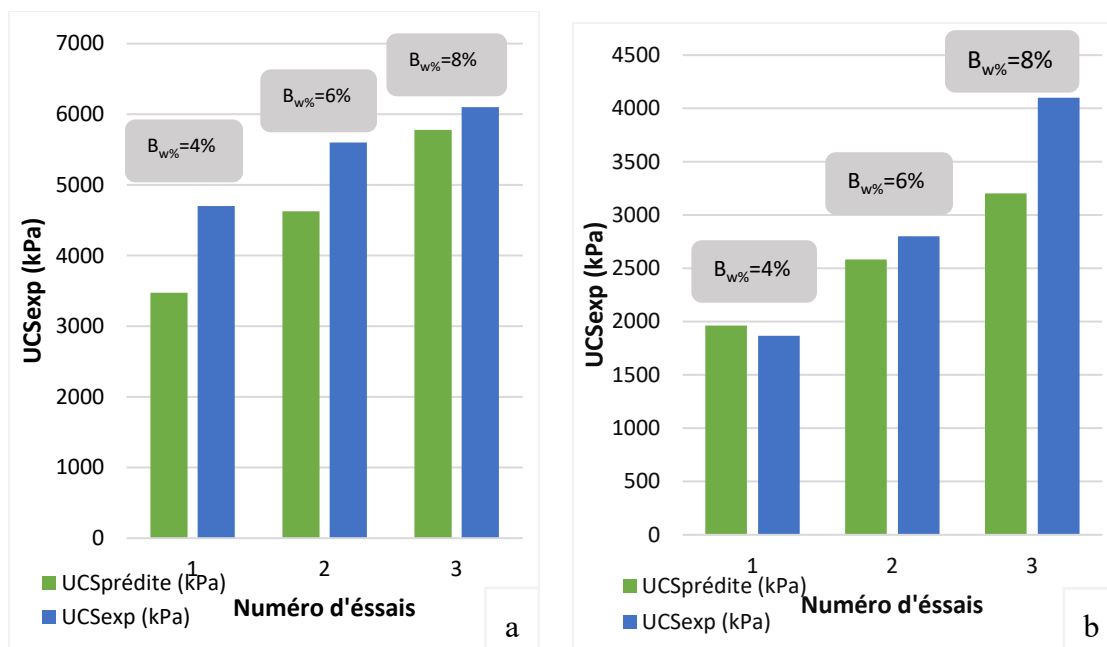 7000
6000
5000
4000
3000
2000
1000
0
UCSexp (kPa)
Bw%=4%
Bw%=6%
Bw%=8%
1 2 3
UCSprédite (kPa)
UCSexp (kPa)
Numéro d'éssais
a
4500
4000
3500
3000
2500
2000
1500
1000
500
0
UCSexp (kPa)
Bw%=4%
Bw%=6%
Bw%=8%
1 2 3
UCSprédite (kPa)
UCSexp (kPa)
Numéro d'éssais
b